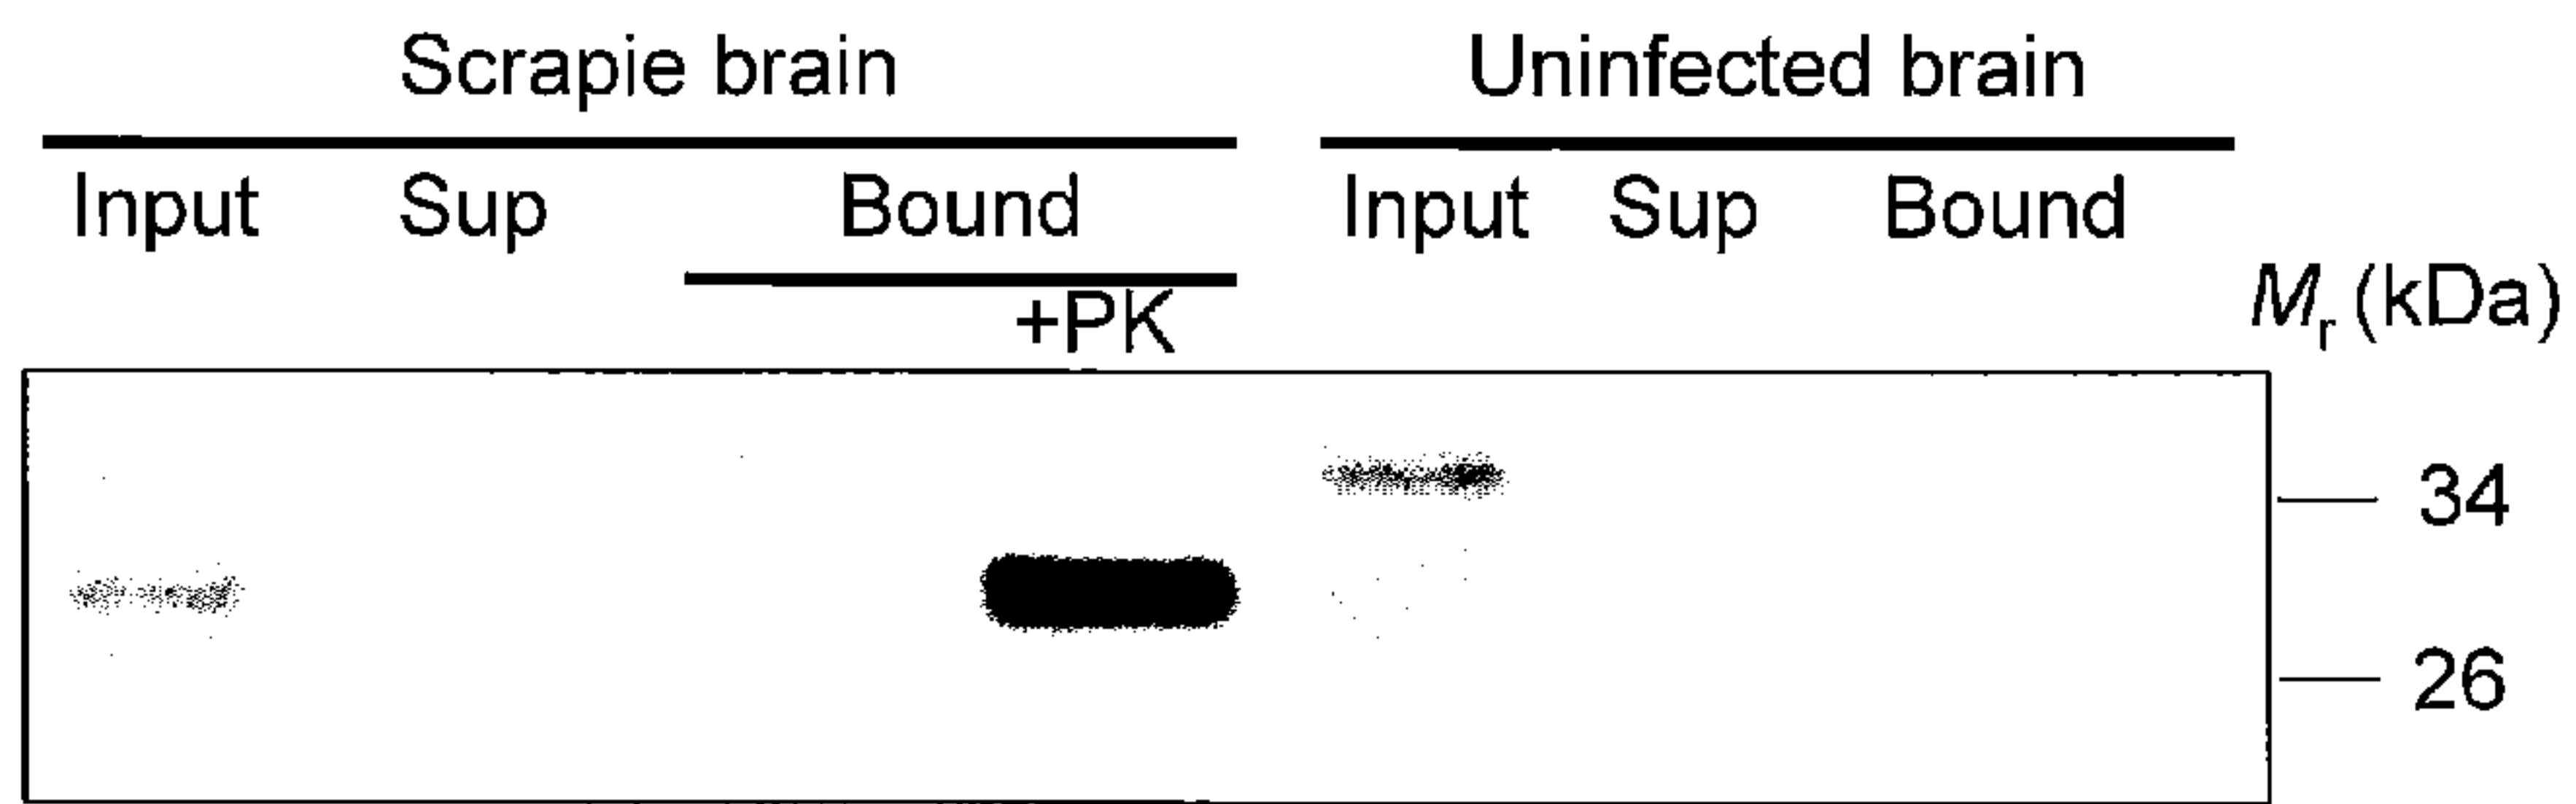 Scrapie brain Uninfected brain
Input Sup Bound Input Sup Bound
+PK Mr (kDa)
34
26